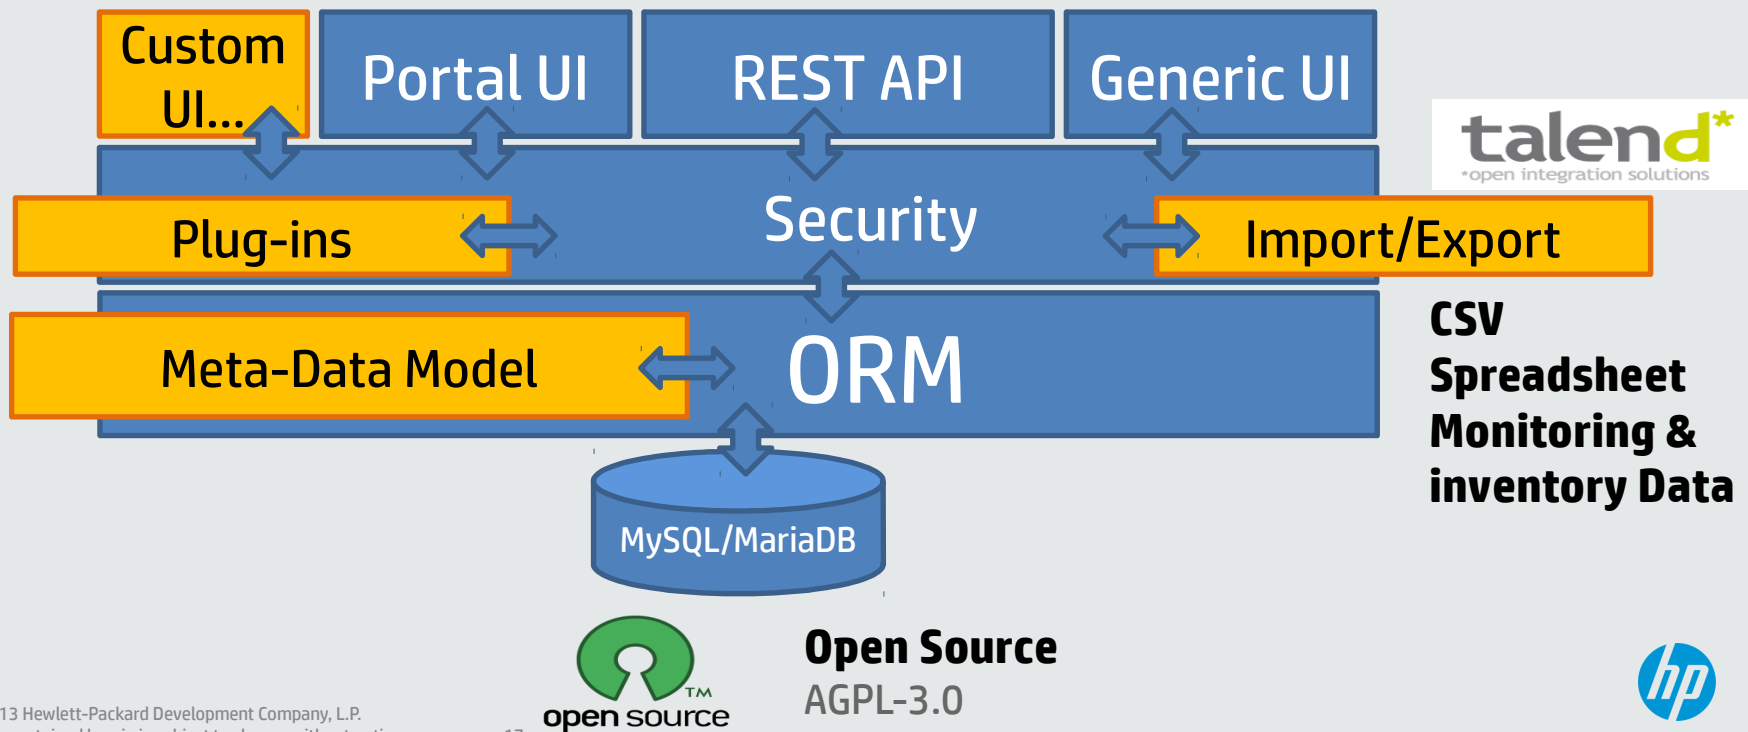 Custom
UI...
Portal UI
REST API
Generic UI
talend*
*open integration solutions
Security
Plug-ins
Import/Export
CSV
Spreadsheet
Monitoring &
inventory Data
Meta-Data Model
ORM
MySQL/MariaDB
TM
open source
Open Source
AGPL-3.0
13 Hewlett-Packard Development Company, L.P.
hp